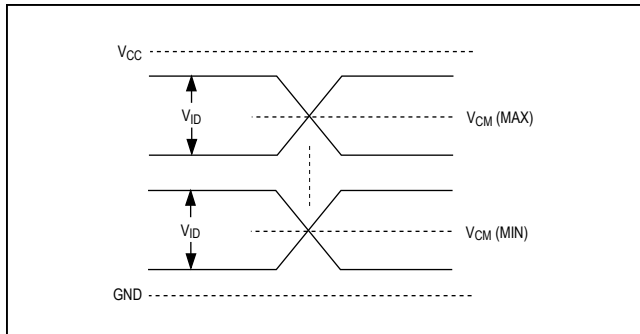 VCC
VID
VCM (MAX)
VID
VCM (MIN)
GND